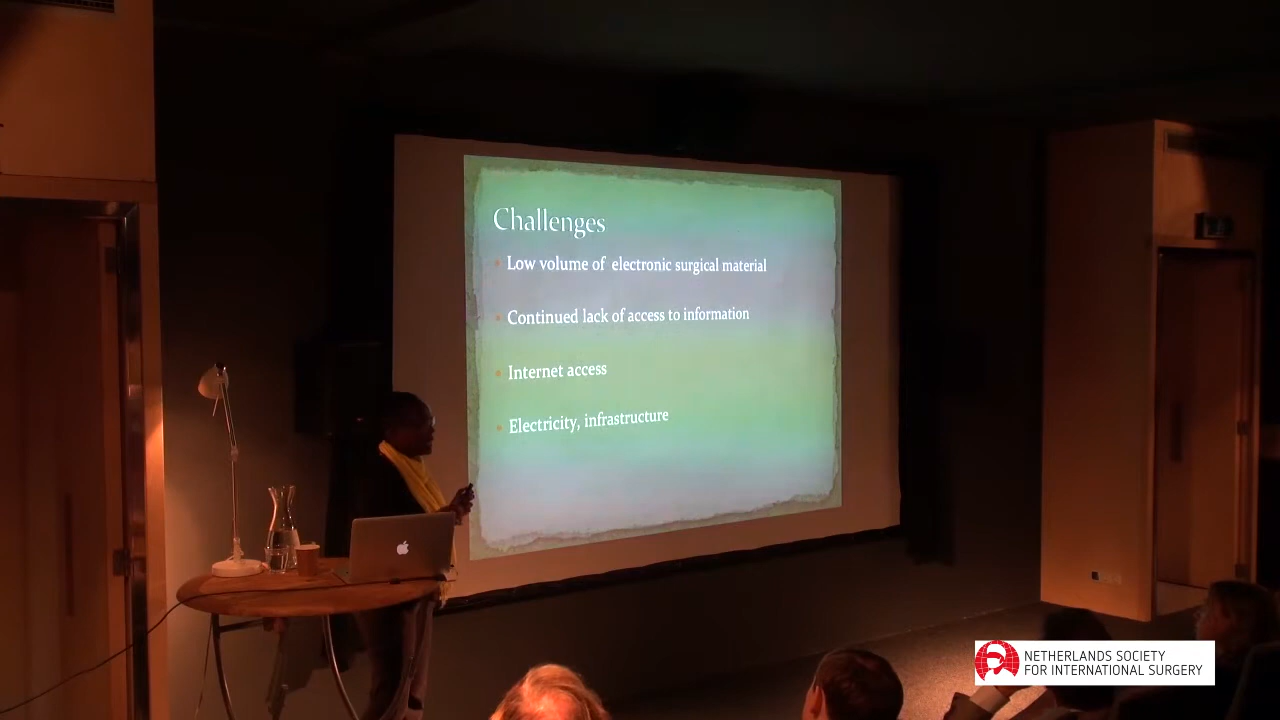 Challenges
Low volume of electronic surgical material
Continued lack of access to information
Internet access
Electricity, infrastructure
NETHERLANDS SOCIETY
FOR INTERNATIONAL SURGERY